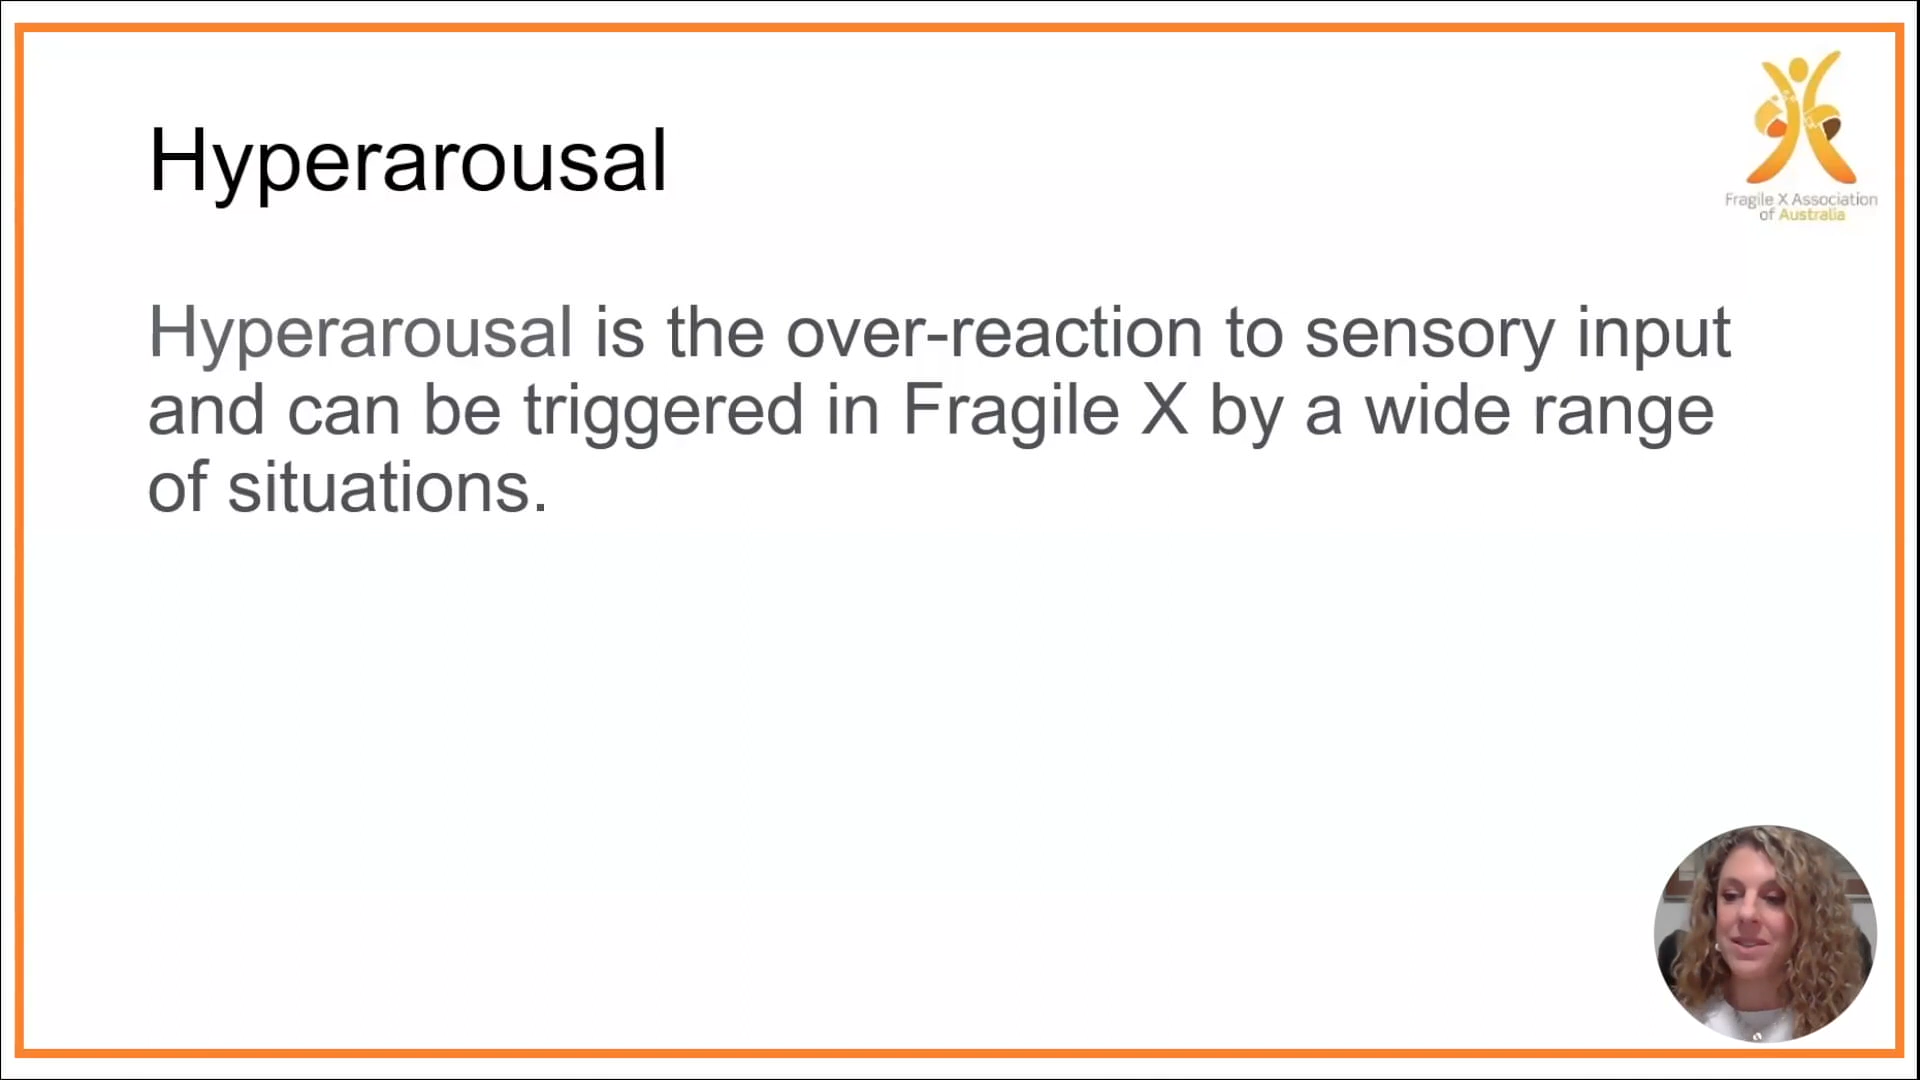 Hyperarousal
Fragile X Association
of Australia
Hyperarousal is the over-reaction to sensory input
and can be triggered in Fragile X by a wide range
of situations.